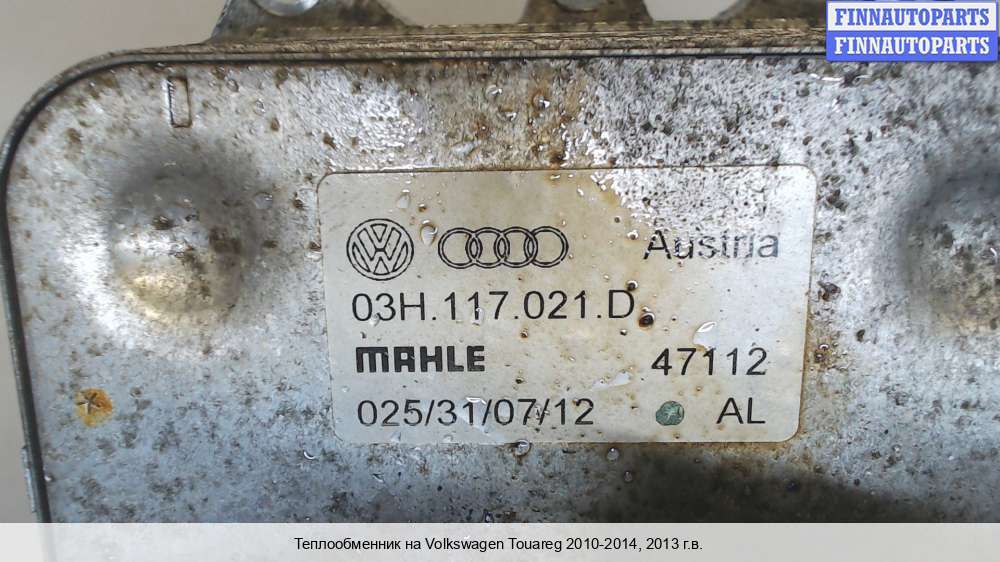 FINNAUTOPARTS
FINNAUTOPARTS
Austria
03H.117.021.D
MAHLE 47112
025/31/07/12 AL
Теплообменник на Volkswagen Touareg 2010-2014, 2013 г.в.